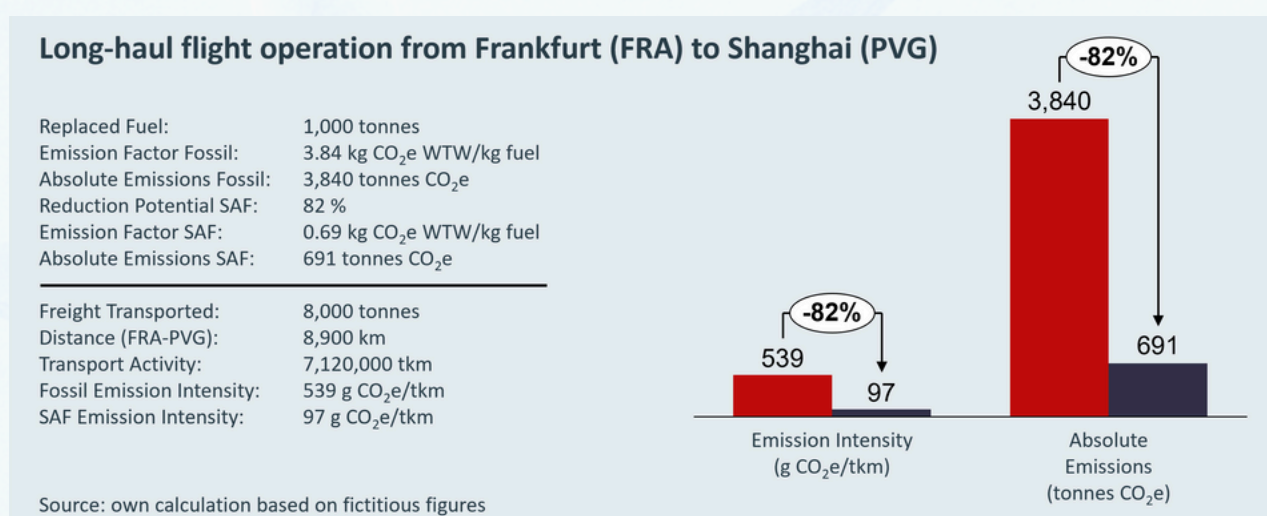 Long-haul flight operation from Frankfurt (FRA) to Shanghai (PVG)
Replaced Fuel: 1,000 tonnes
Emission Factor Fossil: 3.84 kg CO₂e WTW/kg fuel
Absolute Emissions Fossil: 3,840 tonnes CO₂e
Reduction Potential SAF: 82 %
Emission Factor SAF: 0.69 kg CO₂e WTW/kg fuel
Absolute Emissions SAF: 691 tonnes CO₂e
Freight Transported: 8,000 tonnes
Distance (FRA-PVG): 8,900 km
Transport Activity: 7,120,000 tkm
Fossil Emission Intensity: 539 g CO₂e/tkm
SAF Emission Intensity: 97 g CO₂e/tkm
Source: own calculation based on fictitious figures
-82%
539
97
Emission Intensity
(g CO₂e/tkm)
-82%
3,840
691
Absolute
Emissions
(tonnes CO₂e)